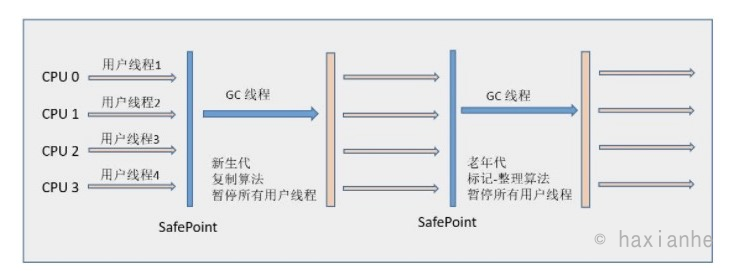 CPU 0
用户线程1
CPU 1
用户线程2
CPU 2
用户线程3
CPU 3
用户线程4
GC 线程
新生代
复制算法
暂停所有用户线程
SafePoint
GC 线程
老年代
标记-整理算法
暂停所有用户线程
SafePoint
© haxianhe